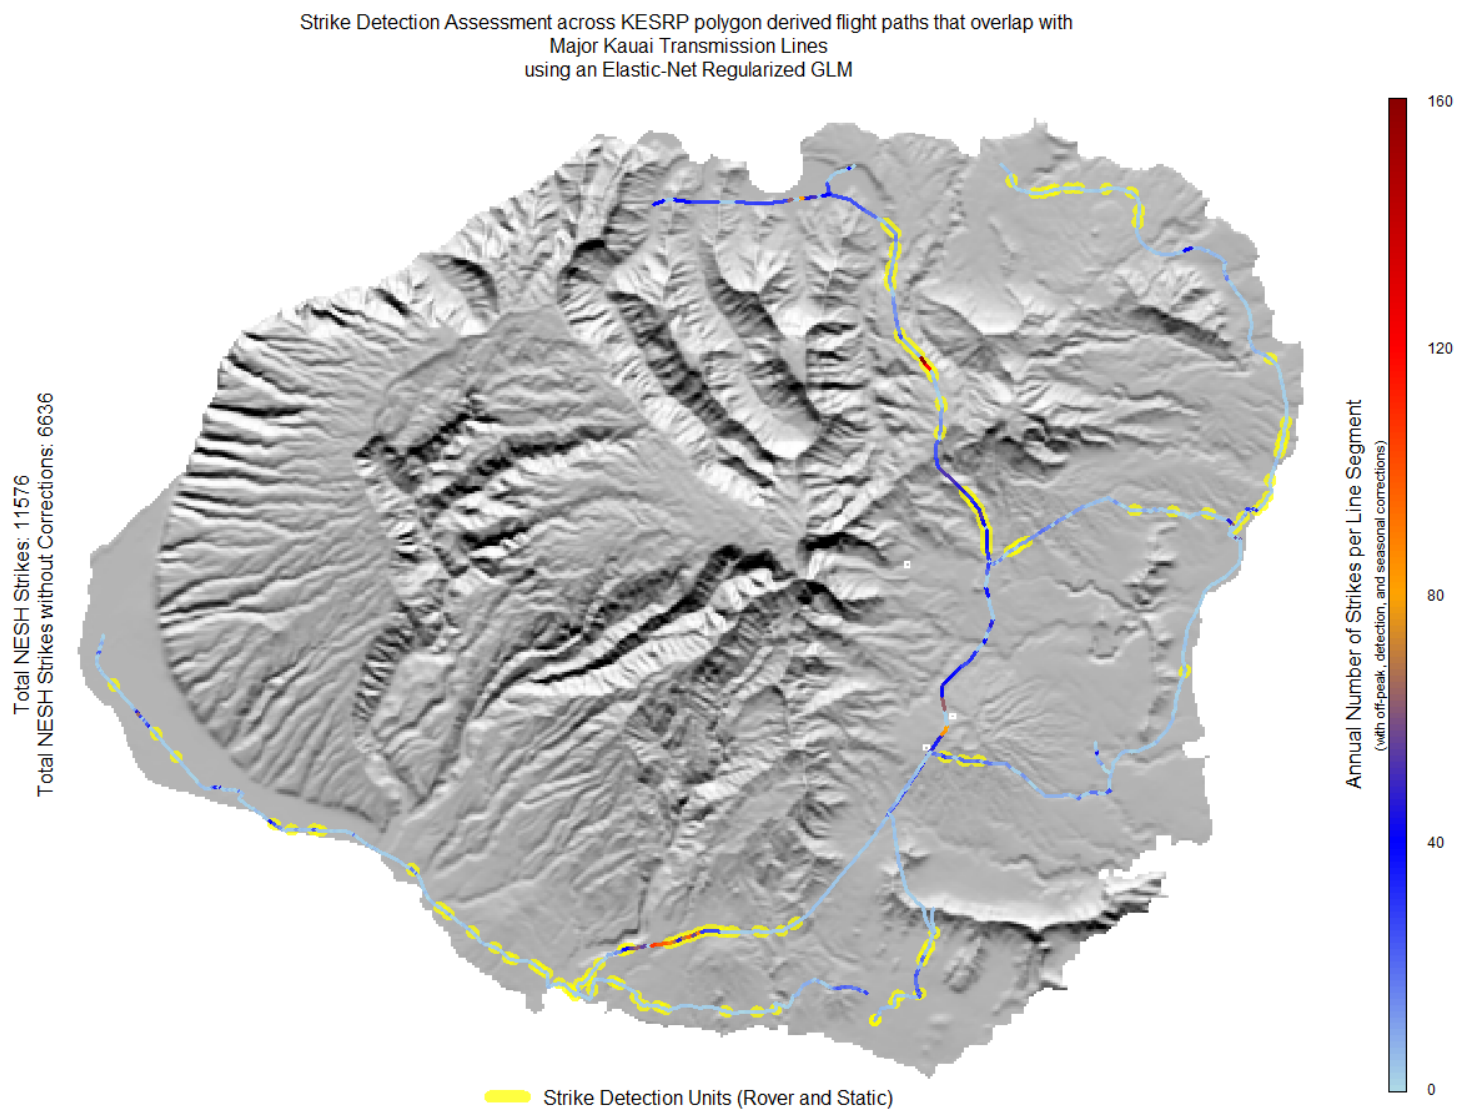 Strike Detection Assessment across KESRP polygon derived flight paths that overlap with
Major Kauai Transmission Lines
using an Elastic-Net Regularized GLM
Total NESH Strikes: 11576
Total NESH Strikes without Corrections: 6636
160
120
80
40
0
Annual Number of Strikes per Line Segment
(with off-peak, detection, and seasonal corrections)
Strike Detection Units (Rover and Static)